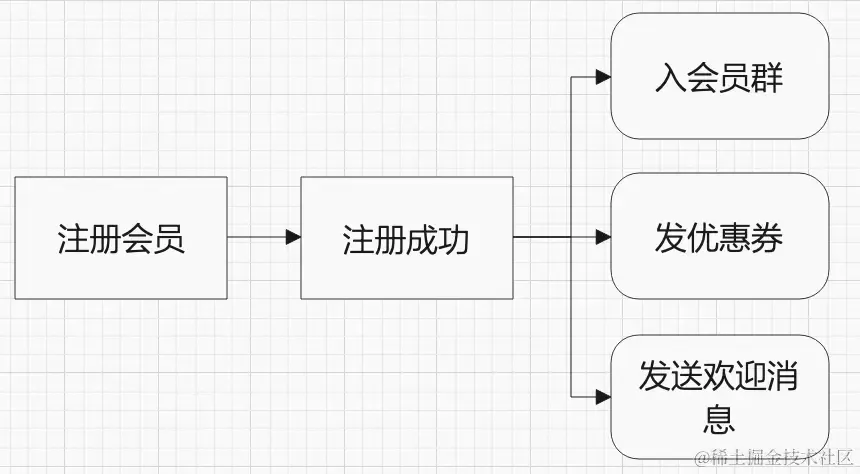 入会员群
注册会员
注册成功
发优惠券
发送欢迎消
息
@稀土掘金技术社区